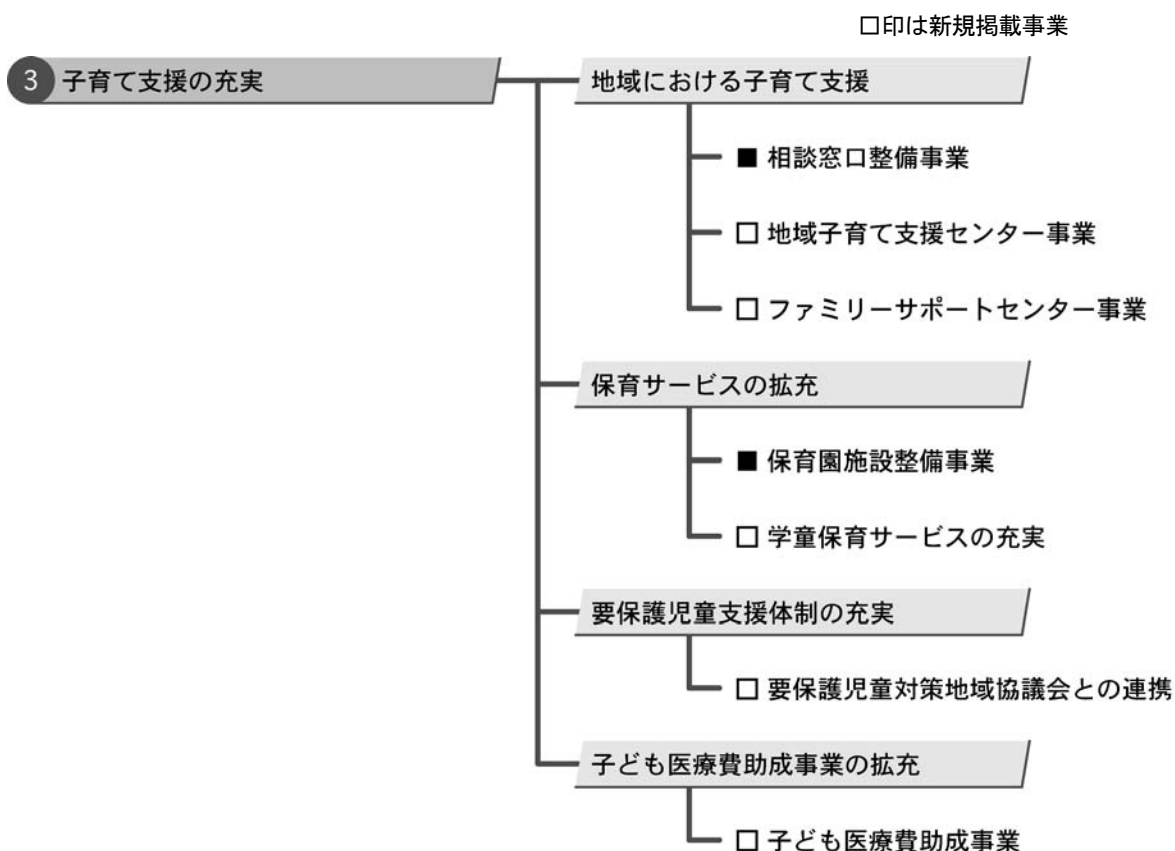 □印は新規掲載事業
3 子育て支援の充実
地域における子育て支援
■ 相談窓口整備事業
□ 地域子育て支援センター事業
□ ファミリーサポートセンター事業
保育サービスの拡充
■ 保育園施設整備事業
□ 学童保育サービスの充実
要保護児童支援体制の充実
□ 要保護児童対策地域協議会との連携
子ども医療費助成事業の拡充
□ 子ども医療費助成事業